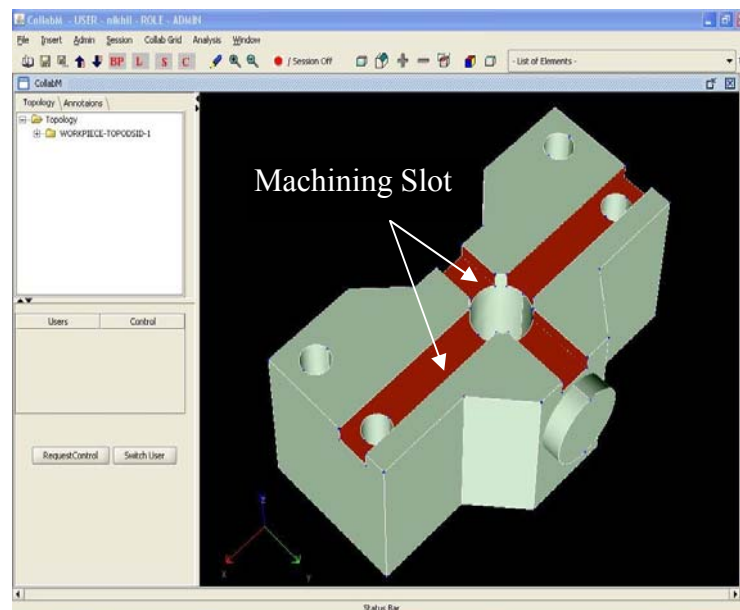 CollabM - USER - nikhil - ROLE - ADMIN
File Insert Admin Session Collab Grid Analysis Window
BP L S C / Session Off - List of Elements -
CollabM
Topology \ Annotaions \
Topology
WORKPIECE-TOPODSID-1
Machining Slot
Users Control
RequestControl Switch User
Z
X Y
Status Bar